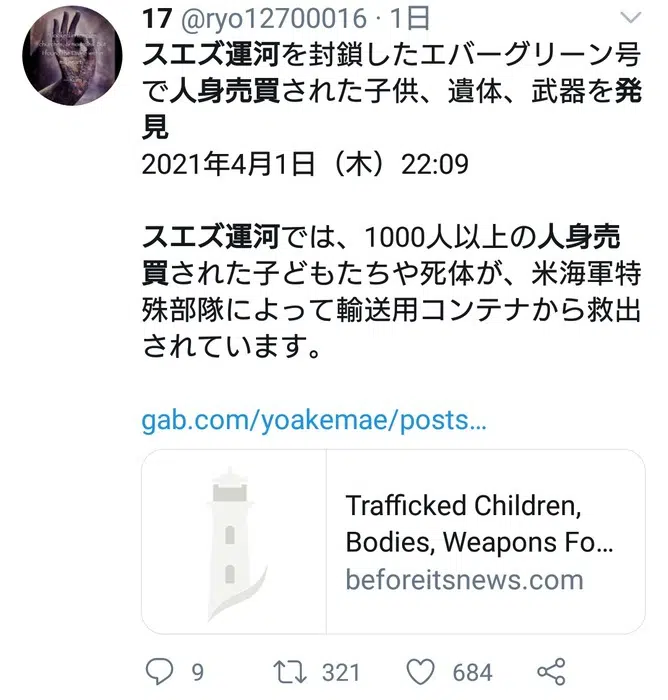 17 @ryo12700016 · 1日
スエズ運河を封鎖したエバーグリーン号
で人身売買された子供、遺体、武器を発
見
2021年4月1日（木）22:09
スエズ運河では、1000人以上の人身売
買された子どもたちや死体が、米海軍特
殊部隊によって輸送用コンテナから救出
されています。
gab.com/yoakemae/posts...
Trafficked Children,
Bodies, Weapons Fo...
beforeitsnews.com
9 321 684